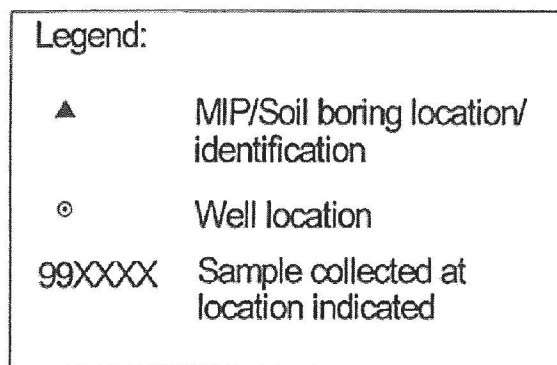 Legend:
MIP/Soil boring location/
identification
Well location
99XXXX Sample collected at
location indicated